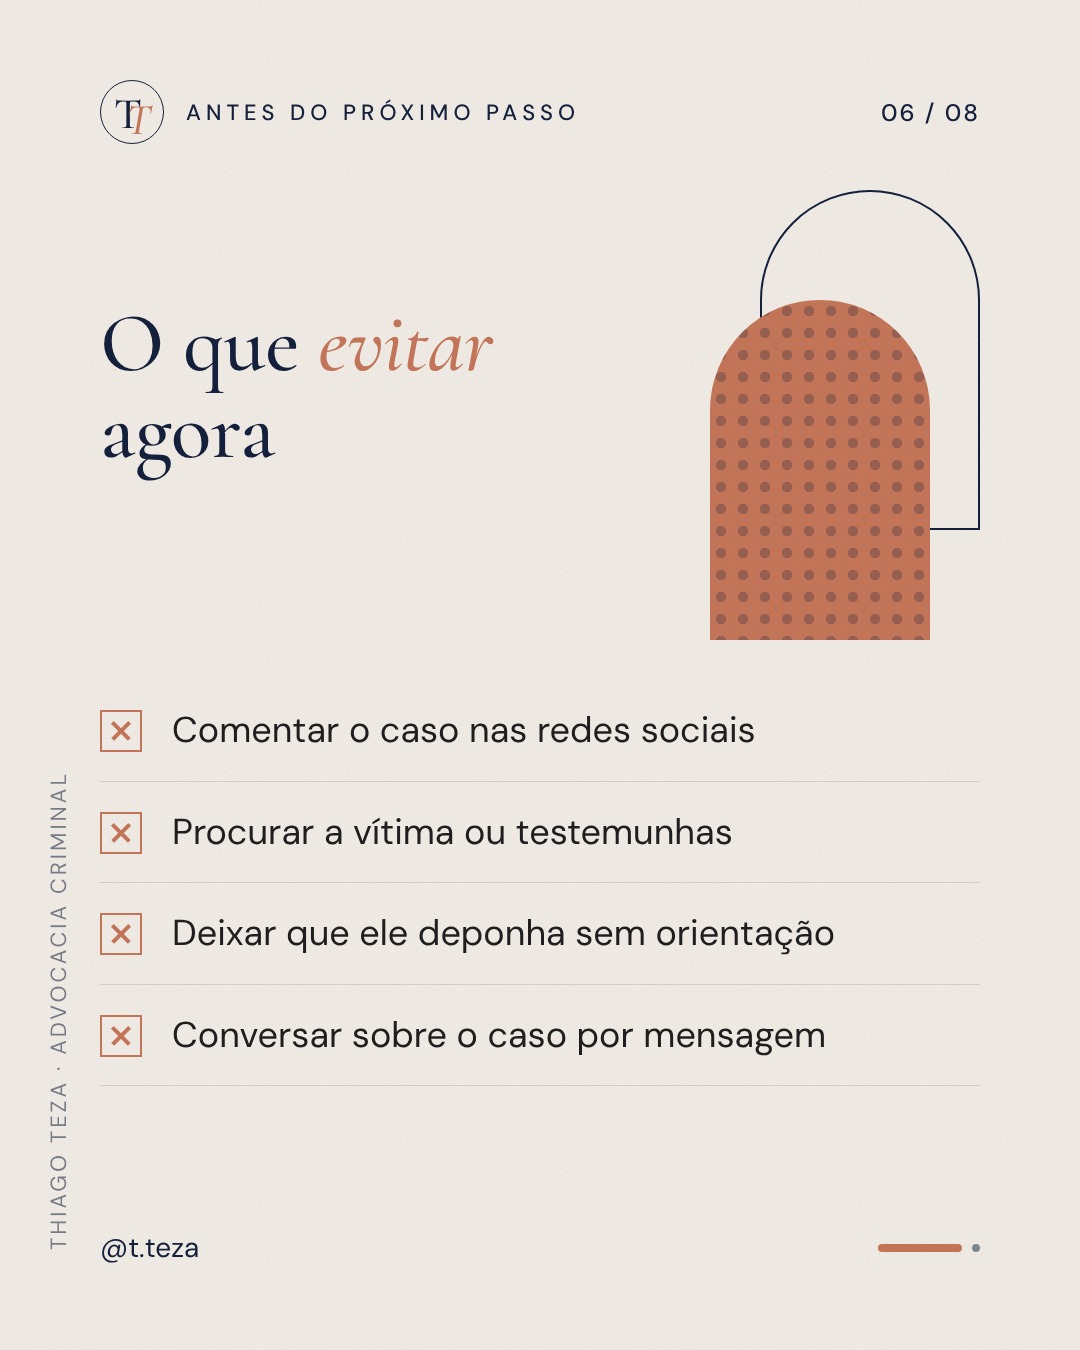 TT
ANTES DO PRÓXIMO PASSO
06 / 08
O que evitar
agora
Comentar o caso nas redes sociais
Procurar a vítima ou testemunhas
Deixar que ele deponha sem orientação
Conversar sobre o caso por mensagem
THIAGO TEZA · ADVOCACIA CRIMINAL
@t.teza